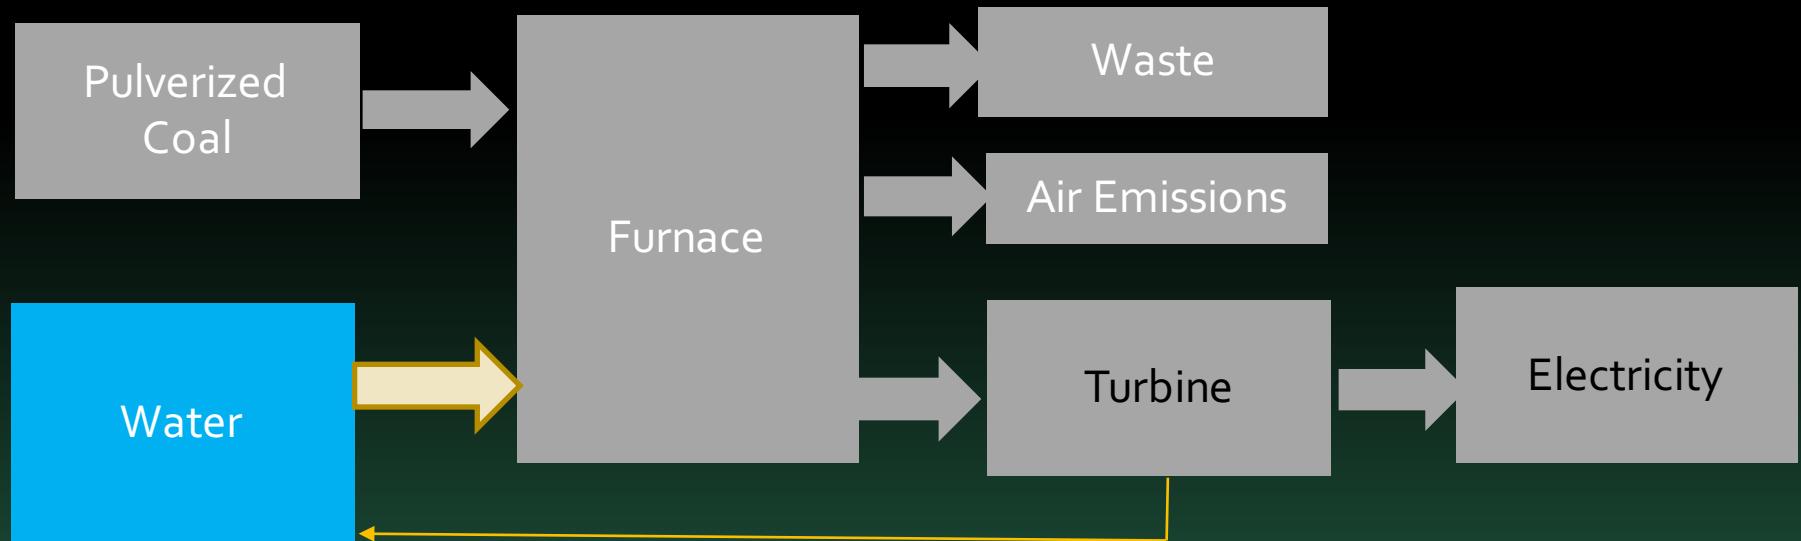 Pulverized
Coal
Furnace
Waste
Air Emissions
Water
Turbine
Electricity